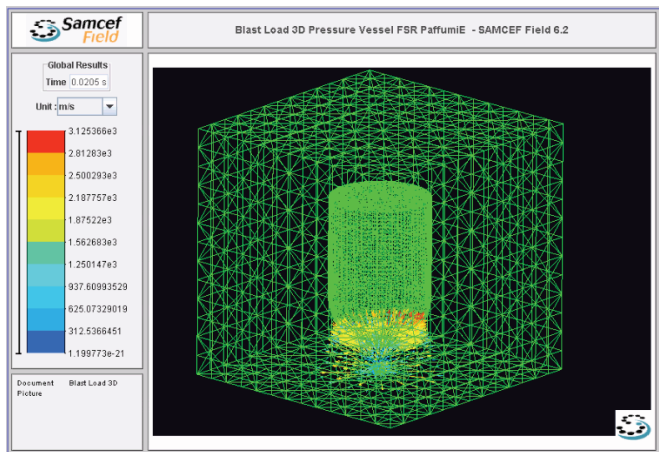 Samcef
Field
Blast Load 3D Pressure Vessel FSR PaffumiE - SAMCEF Field 6.2
Global Results
Time 0.0205 s
Unit : m/s
3.125366e3
2.81283e3
2.500293e3
2.187757e3
1.87522e3
1.562683e3
1.250147e3
937.60993529
625.07329019
312.5366451
1.199773e-21
Document Blast Load 3D
Picture